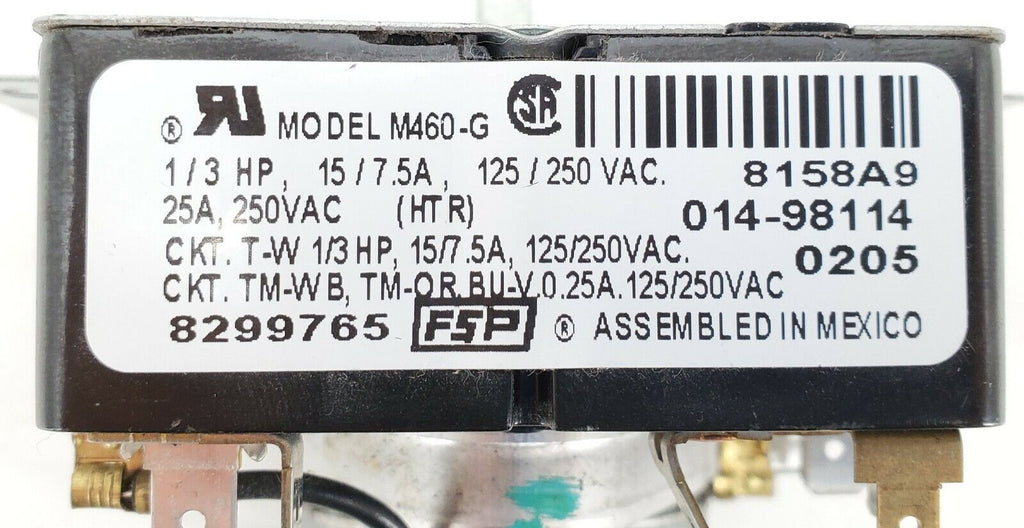 ® RU MODEL M460-G CSA
1/3 HP, 15/7.5A, 125/250 VAC. 8158A9
25A, 250VAC (HTR) 014-98114
CKT. T-W 1/3 HP, 15/7.5A, 125/250VAC. 0205
CKT. TM-WB, TM-OR, BU-V.0.25A.125/250VAC
8299765 FSP ® ASSEMBLED IN MEXICO